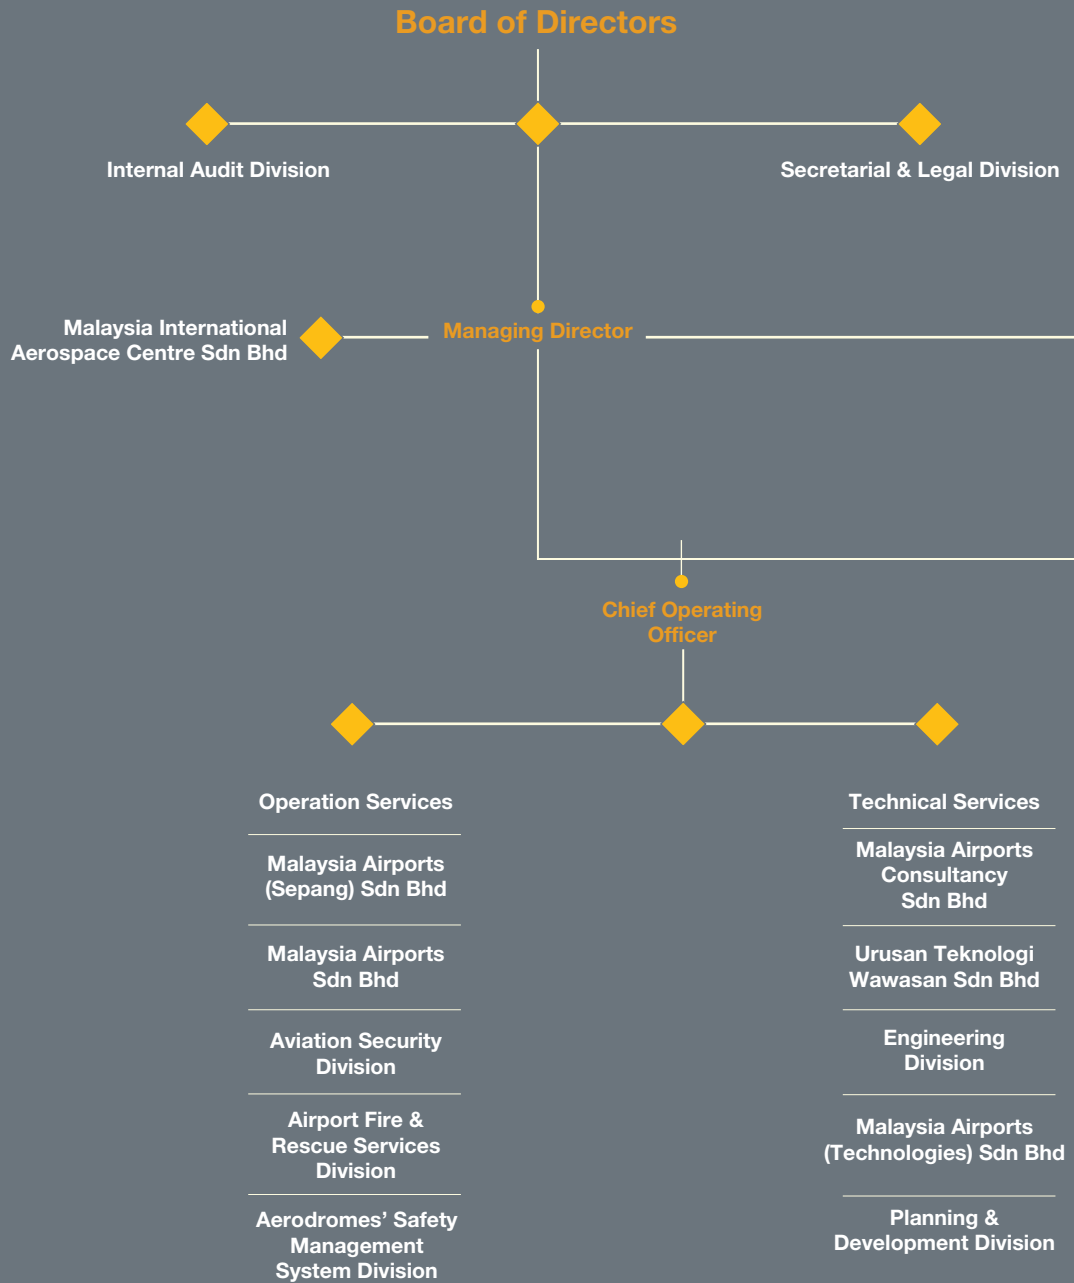 Board of Directors
Internal Audit Division
Secretarial & Legal Division
Malaysia International
Aerospace Centre Sdn Bhd
Managing Director
Chief Operating
Officer
Operation Services
Malaysia Airports
(Sepang) Sdn Bhd
Malaysia Airports
Sdn Bhd
Aviation Security
Division
Airport Fire &
Rescue Services
Division
Aerodromes’ Safety
Management
System Division
Technical Services
Malaysia Airports
Consultancy
Sdn Bhd
Urusan Teknologi
Wawasan Sdn Bhd
Engineering
Division
Malaysia Airports
(Technologies) Sdn Bhd
Planning &
Development Division